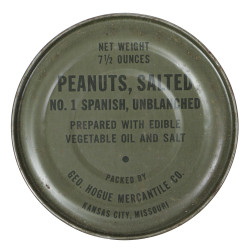 NET WEIGHT
7½ OUNCES
PEANUTS, SALTED
NO. 1 SPANISH, UNBLANCHED
PREPARED WITH EDIBLE
VEGETABLE OIL AND SALT
PACKED BY
GEO. HOGUE MERCANTILE CO.
KANSAS CITY, MISSOURI